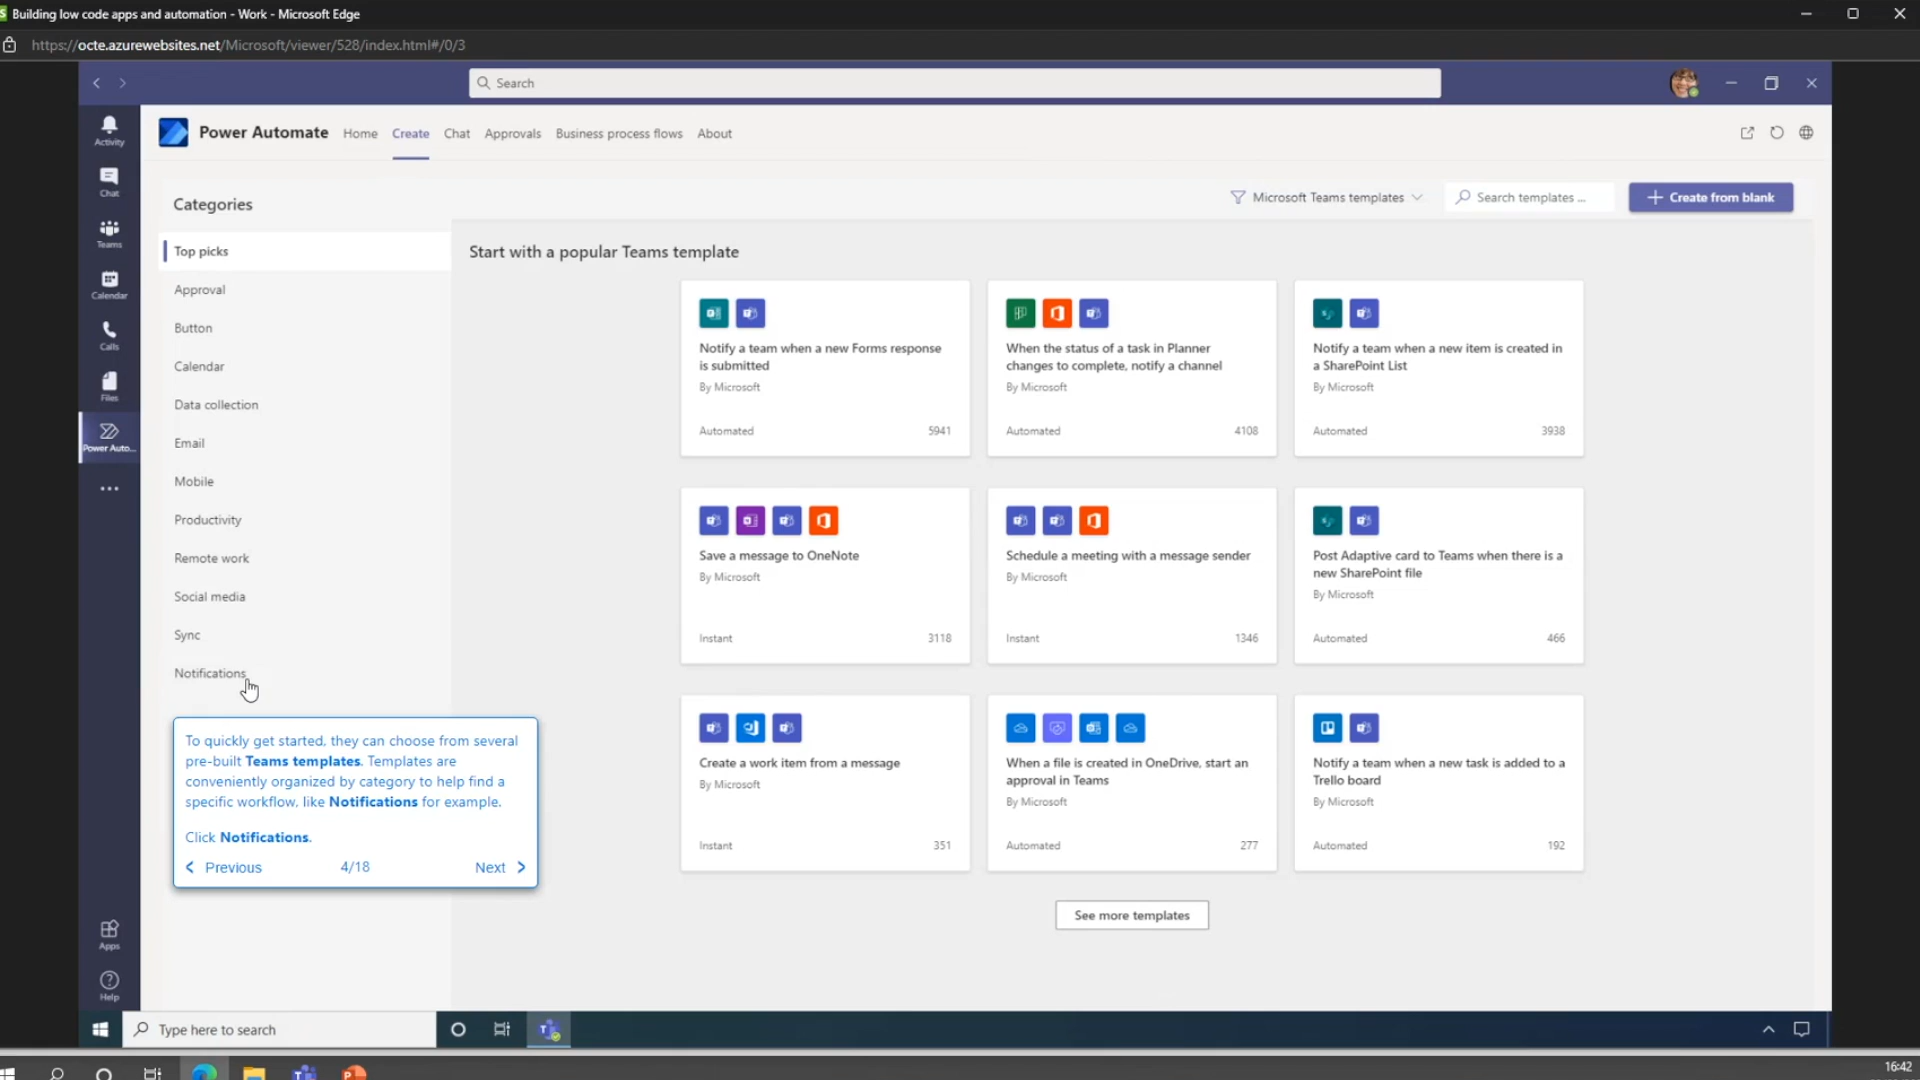 Building low code apps and automation - Work - Microsoft Edge
https://octe.azurewebsites.net/Microsoft/viewer/528/index.html#/0/3
Search
Activity
Chat
Teams
Calendar
Calls
Files
Power Auto...
Apps
Help
Power Automate
Home
Create
Chat
Approvals
Business process flows
About
Categories
Top picks
Approval
Button
Calendar
Data collection
Email
Mobile
Productivity
Remote work
Social media
Sync
Notifications
Microsoft Teams templates
Search templates ...
Create from blank
Start with a popular Teams template
Notify a team when a new Forms response
is submitted
By Microsoft
Automated 5941
When the status of a task in Planner
changes to complete, notify a channel
By Microsoft
Automated 4108
Notify a team when a new item is created in
a SharePoint List
By Microsoft
Automated 3938
Save a message to OneNote
By Microsoft
Instant 3118
Schedule a meeting with a message sender
By Microsoft
Instant 1346
Post Adaptive card to Teams when there is a
new SharePoint file
By Microsoft
Automated 466
Create a work item from a message
By Microsoft
Instant 351
When a file is created in OneDrive, start an
approval in Teams
By Microsoft
Automated 277
Notify a team when a new task is added to a
Trello board
By Microsoft
Automated 192
See more templates
To quickly get started, they can choose from several
pre-built Teams templates. Templates are
conveniently organized by category to help find a
specific workflow, like Notifications for example.
Click Notifications.
Previous 4/18 Next
Type here to search
16:42